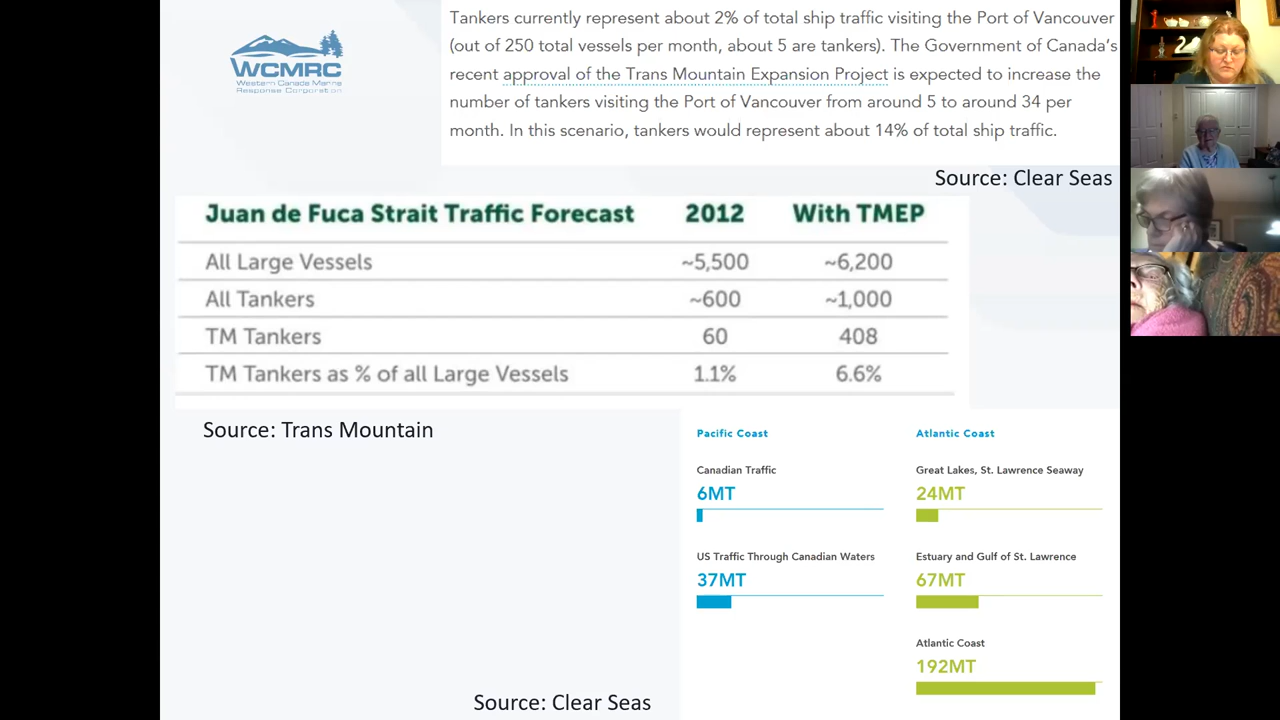 Tankers currently represent about 2% of total ship traffic visiting the Port of Vancouver
(out of 250 total vessels per month, about 5 are tankers). The Government of Canada's
recent approval of the Trans Mountain Expansion Project is expected to increase the
number of tankers visiting the Port of Vancouver from around 5 to around 34 per
month. In this scenario, tankers would represent about 14% of total ship traffic.
WCMRC
Western Canada Marine
Response Corporation
Source: Clear Seas
Juan de Fuca Strait Traffic Forecast 2012 With TMEP
All Large Vessels ~5,500 ~6,200
All Tankers ~600 ~1,000
TM Tankers 60 408
TM Tankers as % of all Large Vessels 1.1% 6.6%
Source: Trans Mountain
Pacific Coast
Canadian Traffic
6MT
US Traffic Through Canadian Waters
37MT
Atlantic Coast
Great Lakes, St. Lawrence Seaway
24MT
Estuary and Gulf of St. Lawrence
67MT
Atlantic Coast
192MT
Source: Clear Seas